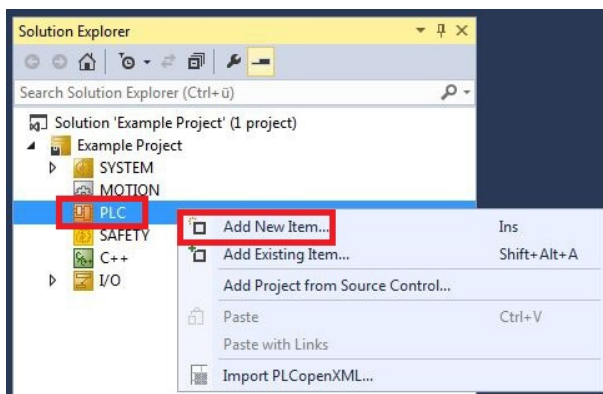 Solution Explorer
Search Solution Explorer (Ctrl+ü)
Solution 'Example Project' (1 project)
Example Project
SYSTEM
MOTION
PLC
SAFETY
C++
I/O
Add New Item... Ins
Add Existing Item... Shift+Alt+A
Add Project from Source Control...
Paste Ctrl+V
Paste with Links
Import PLCopenXML...